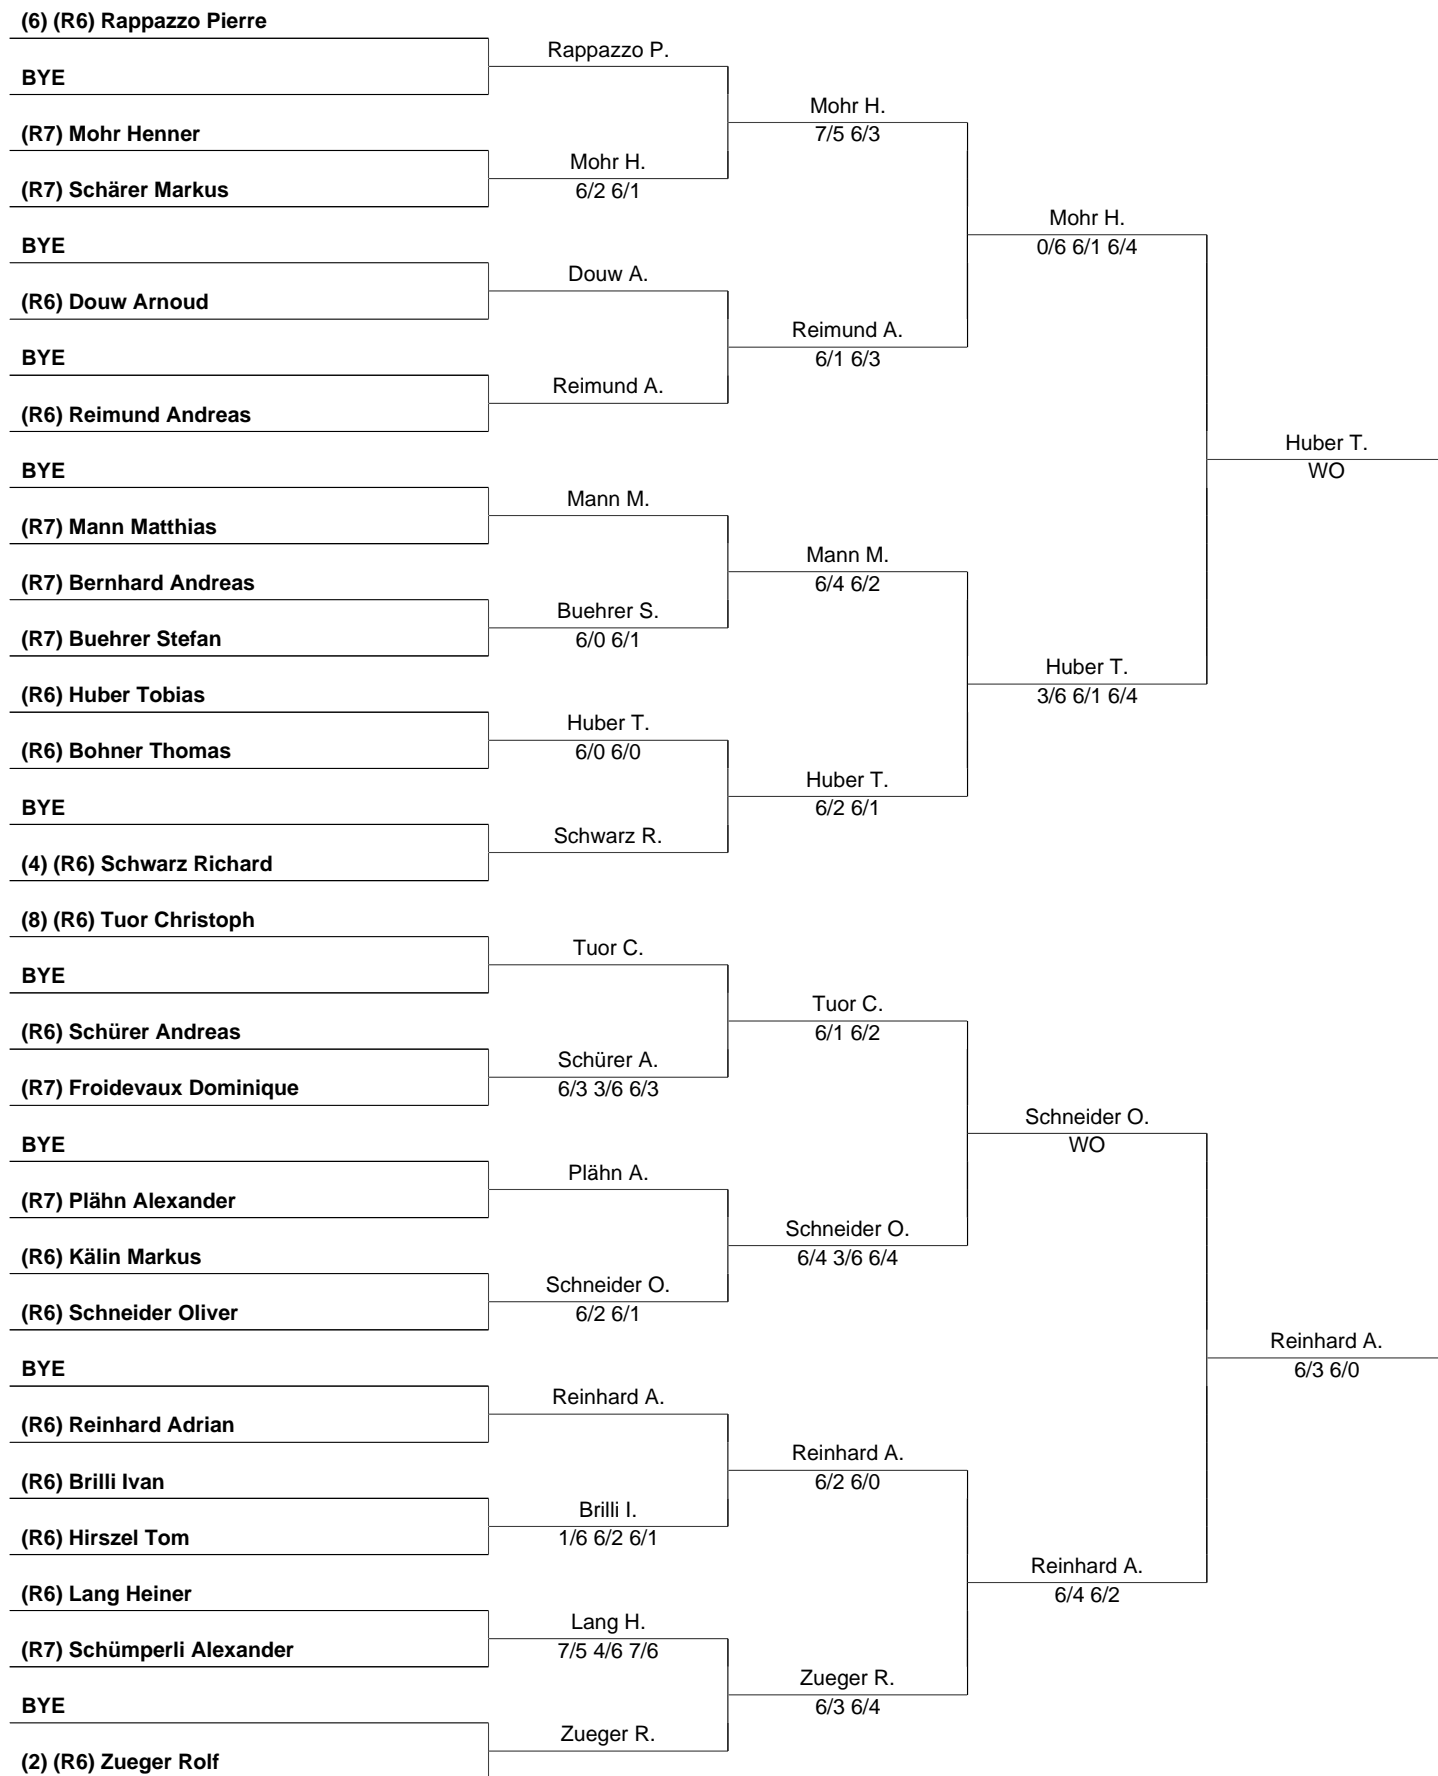 (6) (R6) Rappazzo Pierre
Rappazzo P.
BYE
Mohr H.
7/5 6/3
(R7) Mohr Henner
Mohr H.
6/2 6/1
(R7) Schärer Markus
Mohr H.
0/6 6/1 6/4
BYE
Douw A.
(R6) Douw Arnoud
Reimund A.
6/1 6/3
BYE
Reimund A.
(R6) Reimund Andreas
Huber T.
WO
BYE
Mann M.
(R7) Mann Matthias
Mann M.
6/4 6/2
(R7) Bernhard Andreas
Buehrer S.
6/0 6/1
(R7) Buehrer Stefan
Huber T.
3/6 6/1 6/4
(R6) Huber Tobias
Huber T.
6/0 6/0
(R6) Bohner Thomas
Huber T.
6/2 6/1
BYE
Schwarz R.
(4) (R6) Schwarz Richard
(8) (R6) Tuor Christoph
Tuor C.
BYE
Tuor C.
6/1 6/2
(R6) Schürer Andreas
Schürer A.
6/3 3/6 6/3
(R7) Froidevaux Dominique
Schneider O.
WO
BYE
Plähn A.
(R7) Plähn Alexander
Schneider O.
6/4 3/6 6/4
(R6) Kälin Markus
Schneider O.
6/2 6/1
(R6) Schneider Oliver
Reinhard A.
6/3 6/0
BYE
Reinhard A.
(R6) Reinhard Adrian
Reinhard A.
6/2 6/0
(R6) Brilli Ivan
Brilli I.
1/6 6/2 6/1
(R6) Hirszel Tom
Reinhard A.
6/4 6/2
(R6) Lang Heiner
Lang H.
7/5 4/6 7/6
(R7) Schümperli Alexander
Zueger R.
6/3 6/4
BYE
Zueger R.
(2) (R6) Zueger Rolf